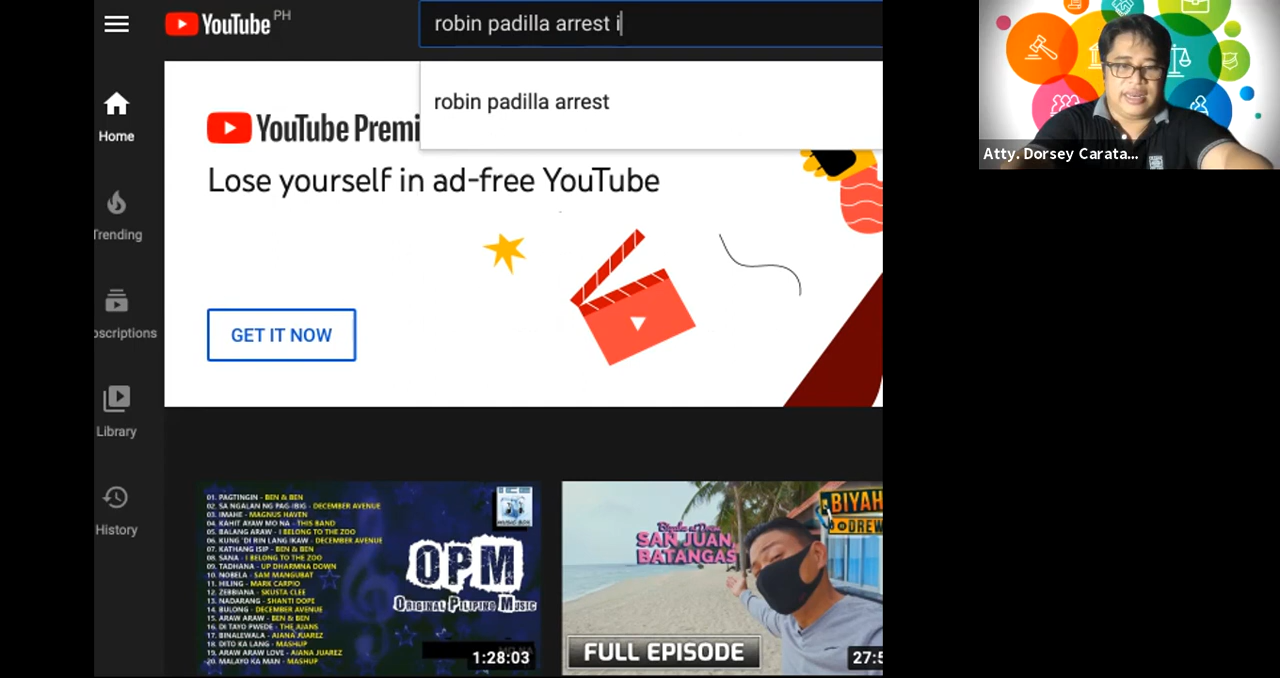 YouTube PH
robin padilla arrest i
robin padilla arrest
Home
Trending
bscriptions
Library
History
YouTube Premi
Lose yourself in ad-free YouTube
GET IT NOW
Atty. Dorsey Carata...
01. PAGTINGIN - BEN & BEN
02. SA NGALAN NG PAG-IBIG - DECEMBER AVENUE
03. IMAHE - MAGNUS HAVEN
04. KAHIT AYAW MO NA - THIS BAND
05. BALANG ARAW - I BELONG TO THE ZOO
06. KUNG 'DI RIN LANG IKAW - DECEMBER AVENUE
07. KATHANG ISIP - BEN & BEN
08. SANA - I BELONG TO THE ZOO
09. TADHANA - UP DHARMNA DOWN
10. NOBELA - SAM MANGUBAT
11. HILING - MARK CARPIO
12. ZEBBIANA - SKUSTA CLEE
13. NADARANG - SHANTI DOPE
14. BULONG - DECEMBER AVENUE
15. ARAW ARAW - BEN & BEN
16. DI TAYO PWEDE - THE JUANS
17. BINALEWALA - AIANA JUAREZ
18. DITO KA LANG - MASHUP
19. ARAW ARAW LOVE - AIANA JUAREZ
20. MALAYO KA MAN - MASHUP
OPM
ORIGINAL PILIPINO MUSIC
1:28:03
BIYAH
DREW
SAN JUAN,
BATANGAS
FULL EPISODE
27:5